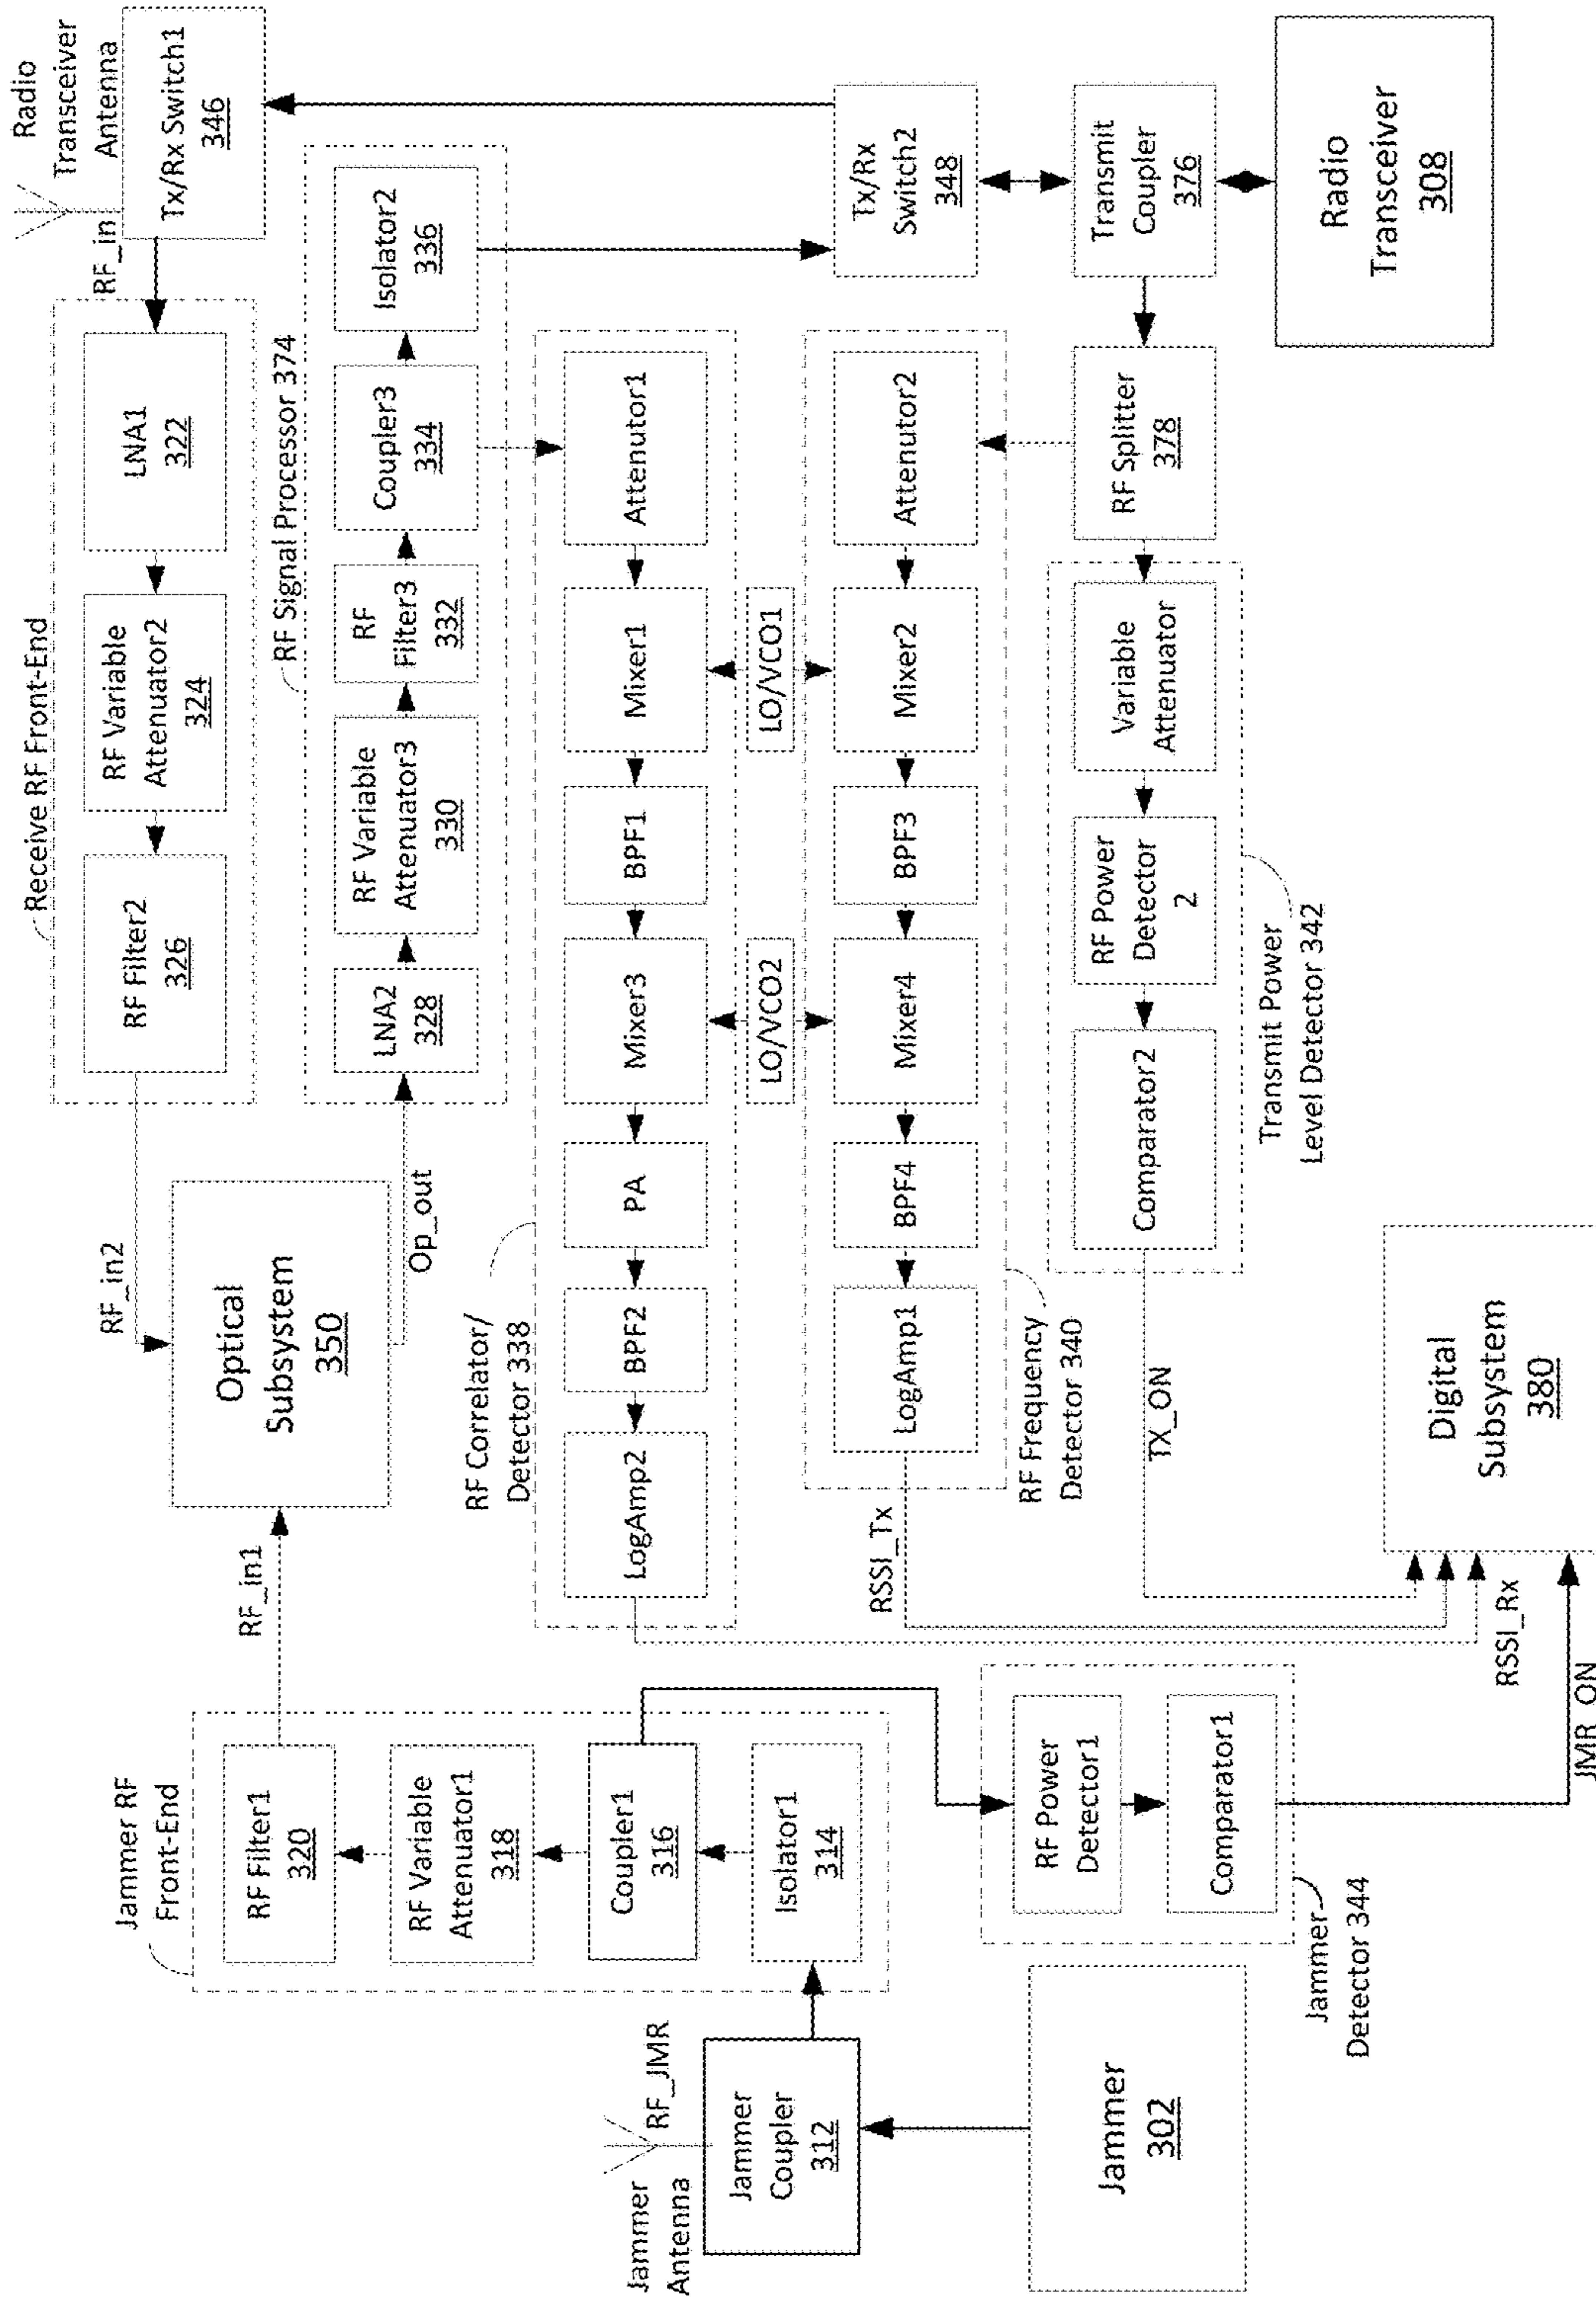 Radio
Transceiver
Antenna
RF_in
Tx/Rx Switch1
346
Receive RF Front-End
LNA1
322
RF Variable
Attenuator2
324
RF Filter2
326
RF_in2
Optical
Subsystem
350
Op_out
RF_in1
RF Signal Processor 374
LNA2
328
RF Variable
Attenuator3
330
RF
Filter3
332
Coupler3
334
Isolator2
336
RF Correlator/
Detector 338
Attenutor1
Mixer1
BPF1
Mixer3
PA
BPF2
LogAmp2
LO/VCO1
LO/VCO2
Attenutor2
Mixer2
BPF3
Mixer4
BPF4
LogAmp1
RF Frequency
Detector 340
RSSI_Tx
Tx/Rx
Switch2
348
Transmit
Coupler
376
Radio
Transceiver
308
RF Splitter
378
Variable
Attenuator
RF Power
Detector
2
Comparator2
Transmit Power
Level Detector 342
TX_ON
Digital
Subsystem
380
RSSI_Rx
JMR_ON
Jammer RF
Front-End
RF Filter1
320
RF Variable
Attenuator1
318
Coupler1
316
Isolator1
314
RF Power
Detector1
Comparator1
Jammer
Detector 344
Jammer
Antenna
RF_JMR
Jammer
Coupler
312
Jammer
302